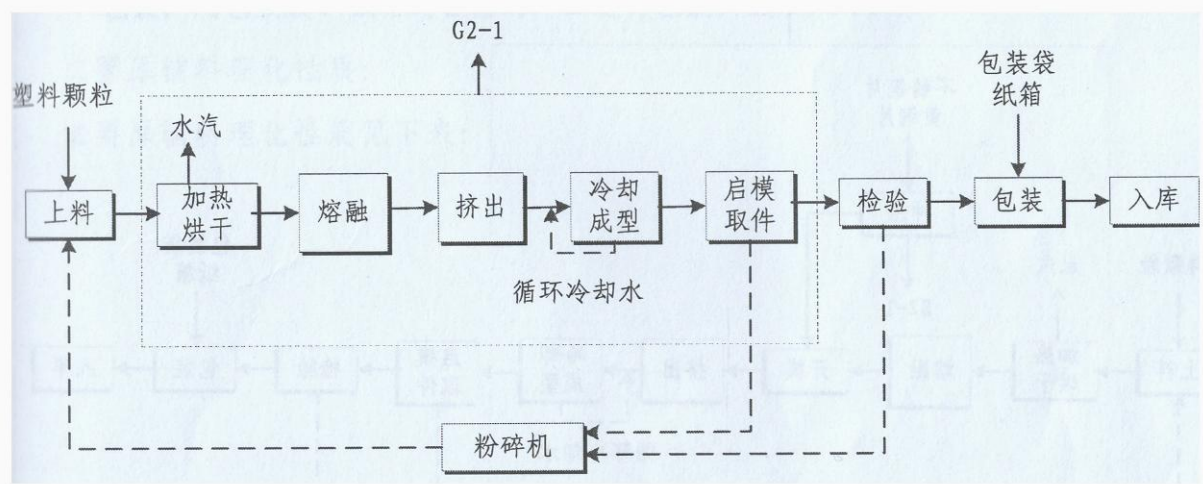 G2-1
包装袋
纸箱
塑料颗粒
水汽
上料
加热
烘干
熔融
挤出
冷却
成型
启模
取件
检验
包装
入库
循环冷却水
粉碎机